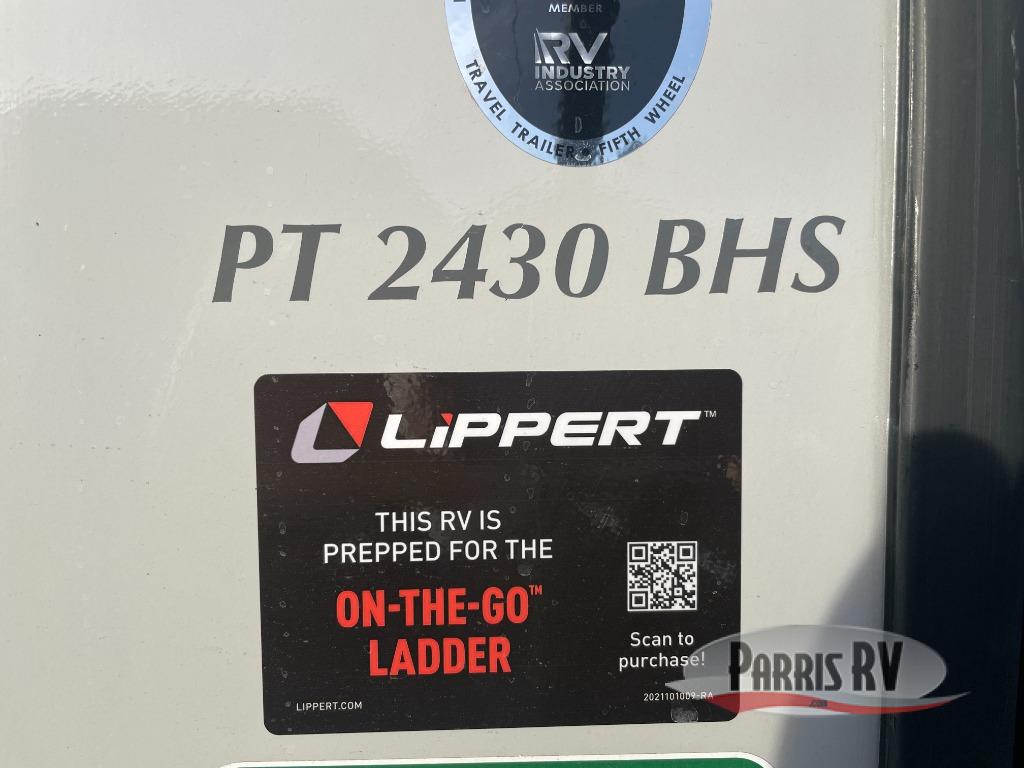 MEMBER
RV
INDUSTRY
ASSOCIATION
D
TRAVEL TRAILER • FIFTH WHEEL
PT 2430 BHS
LiPPERT™
THIS RV IS
PREPPED FOR THE
ON-THE-GO™
LADDER
Scan to
purchase!
LIPPERT.COM
2021101009-RA
PARRIS RV
.com